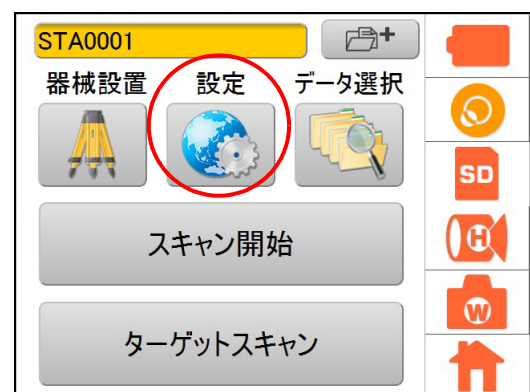 STA0001
器械設置 設定 データ選択
スキャン開始
ターゲットスキャン
SD
H
W